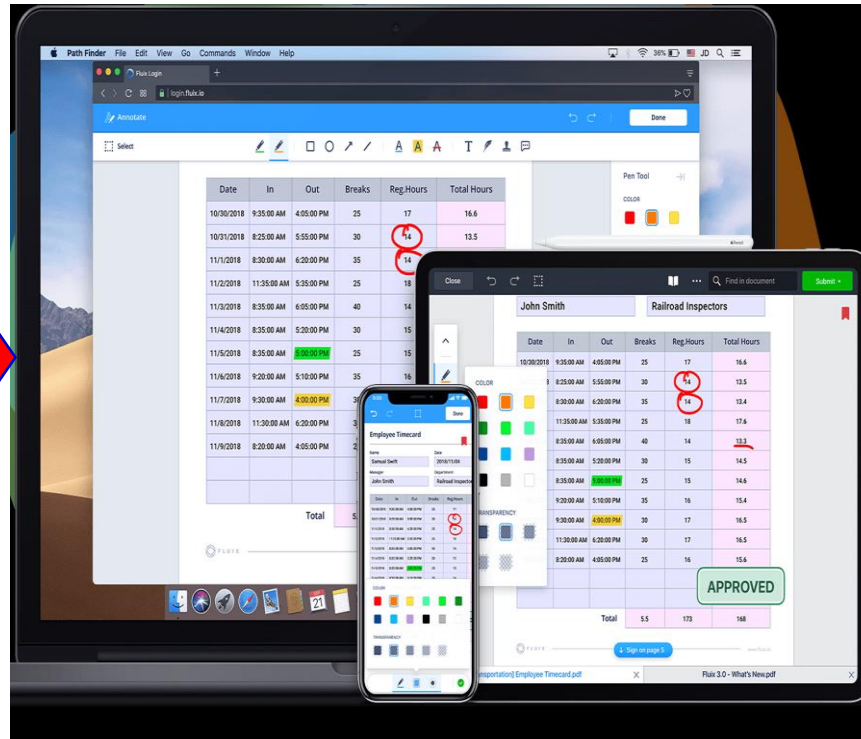 Path Finder File Edit View Go Commands Window Help 36% JD
Fluix Login
login.fluix.io
Annotate Done
Select
Pen Tool
COLOR
Date In Out Breaks Reg.Hours Total Hours
10/30/2018 9:35:00 AM 4:05:00 PM 25 17 16.6
10/31/2018 8:25:00 AM 5:55:00 PM 30 14 13.5
11/1/2018 8:30:00 AM 6:20:00 PM 35 14
11/2/2018 11:35:00 AM 5:35:00 PM 25 18
11/3/2018 8:35:00 AM 6:05:00 PM 40 14
11/4/2018 8:35:00 AM 5:20:00 PM 30 15
11/5/2018 8:35:00 AM 5:00:00 PM 25 15
11/6/2018 9:20:00 AM 5:10:00 PM 35 16
11/7/2018 9:30:00 AM 4:00:00 PM
11/8/2018 11:30:00 AM 6:20:00 PM
11/9/2018 8:20:00 AM 4:05:00 PM
Total
FLUIX
21
Close Find in document Submit
John Smith Railroad Inspectors
Date In Out Breaks Reg.Hours Total Hours
10/30/2018 9:35:00 AM 4:05:00 PM 25 17 16.6
8:25:00 AM 5:55:00 PM 30 14 13.5
8:30:00 AM 6:20:00 PM 35 14 13.4
11:35:00 AM 5:35:00 PM 25 18 17.6
8:35:00 AM 6:05:00 PM 40 14 13.3
8:35:00 AM 5:20:00 PM 30 15 14.5
8:35:00 AM 5:00:00 PM 25 15 14.6
9:20:00 AM 5:10:00 PM 35 16 15.4
9:30:00 AM 4:00:00 PM 30 17 16.5
11:30:00 AM 6:20:00 PM 30 17 16.5
8:20:00 AM 4:05:00 PM 25 16 15.6
APPROVED
Total 5.5 173 168
FLUIX
Sign on page 5
Employee Timecard.pdf
Fluix 3.0 - What's New.pdf
COLOR
TRANSPARENCY
Done
Employee Timecard
Name Date
Samuel Swift 2018/11/04
Manager Department
John Smith Railroad Inspector
Date In Out Breaks Reg.Hours
COLOR
TRANSPARENCY